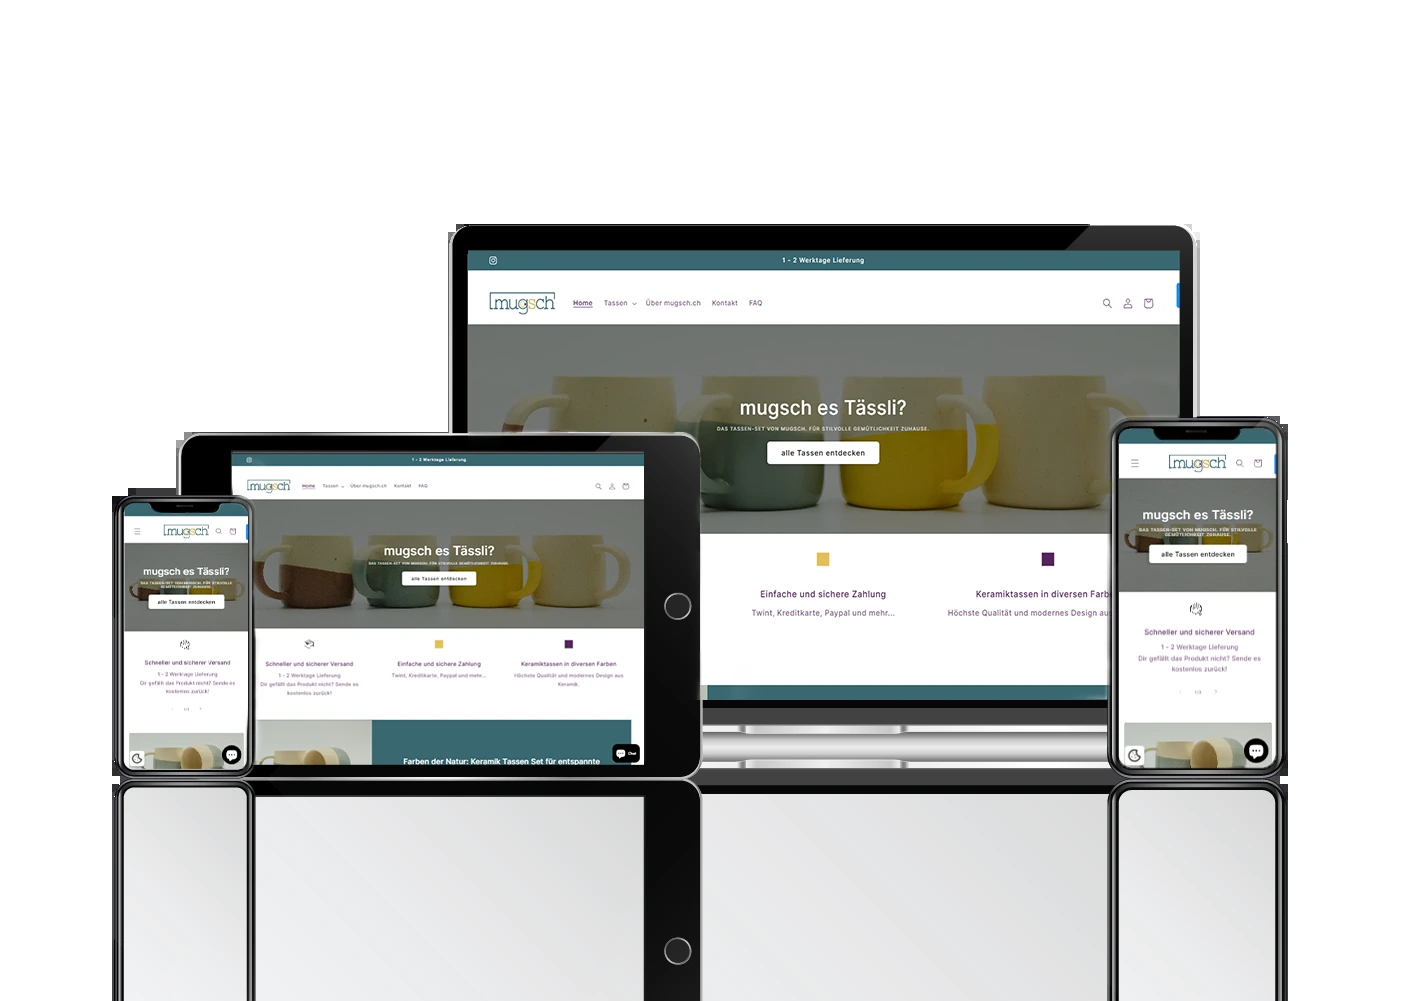 1 - 2 Werktage Lieferung
mugsch
Home Tassen Über mugsch.ch Kontakt FAQ
mugsch es Tässli?
DAS TASSEN-SET VON MUGSCH. FÜR STILVOLLE GEMÜTLICHKEIT ZUHAUSE.
alle Tassen entdecken
Einfache und sichere Zahlung
Twint, Kreditkarte, Paypal und mehr...
Keramiktassen in diversen Farb
Höchste Qualität und modernes Design au
1 - 2 Werktage Lieferung
mugsch
Home Tassen Über mugsch.ch Kontakt FAQ
mugsch es Tässli?
DAS TASSEN-SET VON MUGSCH. FÜR STILVOLLE GEMÜTLICHKEIT ZUHAUSE.
alle Tassen entdecken
Schneller und sicherer Versand
1 - 2 Werktage Lieferung
Dir gefällt das Produkt nicht? Sende es
kostenlos zurück!
Einfache und sichere Zahlung
Twint, Kreditkarte, Paypal und mehr...
Keramiktassen in diversen Farben
Höchste Qualität und modernes Design aus
Keramik.
Farben der Natur: Keramik Tassen Set für entspannte
Chat
mugsch
mugsch es Tässli?
DAS TASSEN-SET VON MUGSCH. FÜR STILVOLLE
GEMÜTLICHKEIT ZUHAUSE.
alle Tassen entdecken
Schneller und sicherer Versand
1 - 2 Werktage Lieferung
Dir gefällt das Produkt nicht? Sende es
kostenlos zurück!
mugsch
mugsch es Tässli?
DAS TASSEN-SET VON MUGSCH. FÜR STILVOLLE
GEMÜTLICHKEIT ZUHAUSE.
alle Tassen entdecken
Schneller und sicherer Versand
1 - 2 Werktage Lieferung
Dir gefällt das Produkt nicht? Sende es
kostenlos zurück!